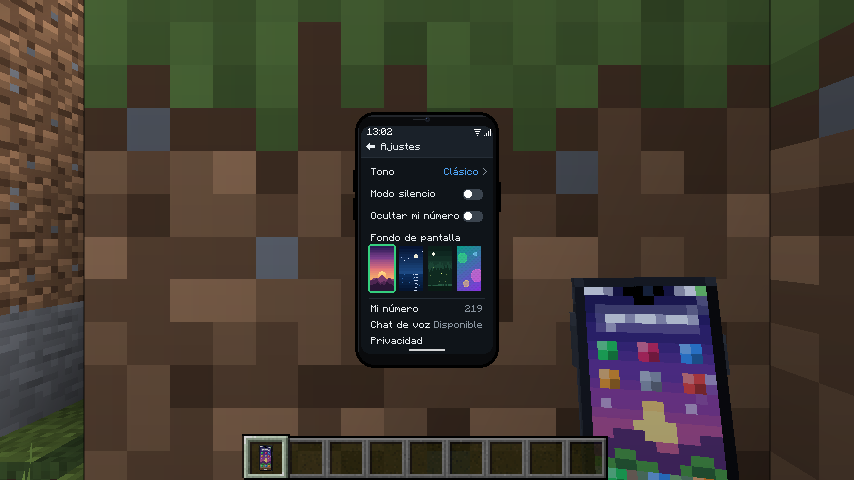 13:02
Ajustes
Tono Clásico
Modo silencio
Ocultar mi número
Fondo de pantalla
Mi número 219
Chat de voz Disponible
Privacidad